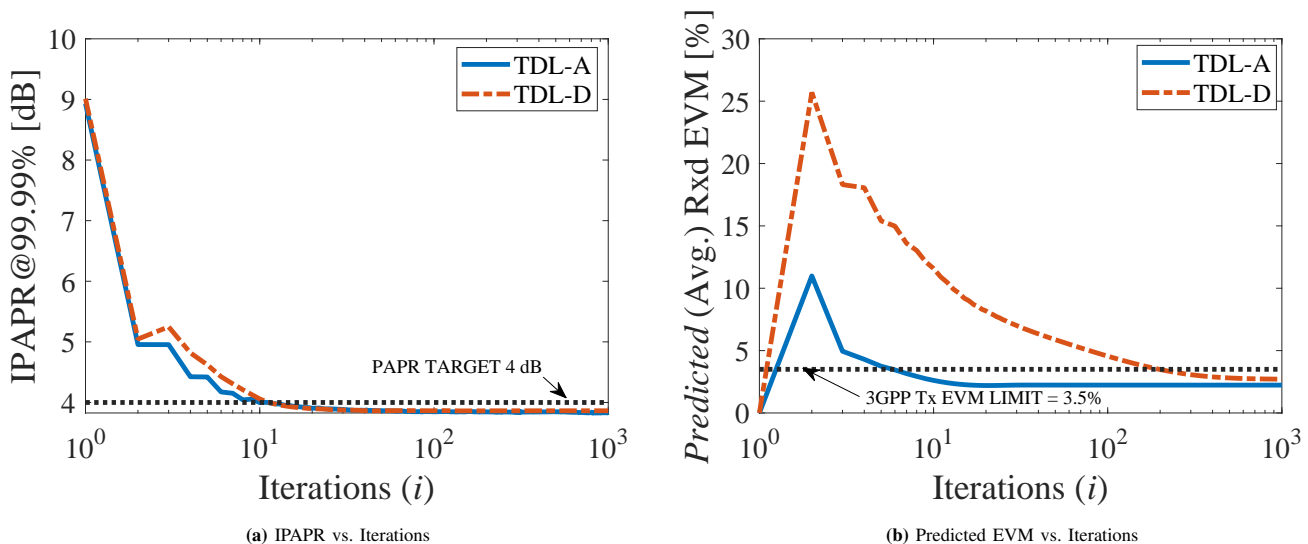 10
9
8
7
6
5
4
IPAPR@99.99% [dB]
TDL-A
TDL-D
PAPR TARGET 4 dB
10^0 10^1 10^2 10^3
Iterations (i)
(a) IPAPR vs. Iterations
30
25
20
15
10
5
0
Predicted (Avg.) Rxd EVM [%]
TDL-A
TDL-D
3GPP Tx EVM LIMIT = 3.5%
10^0 10^1 10^2 10^3
Iterations (i)
(b) Predicted EVM vs. Iterations